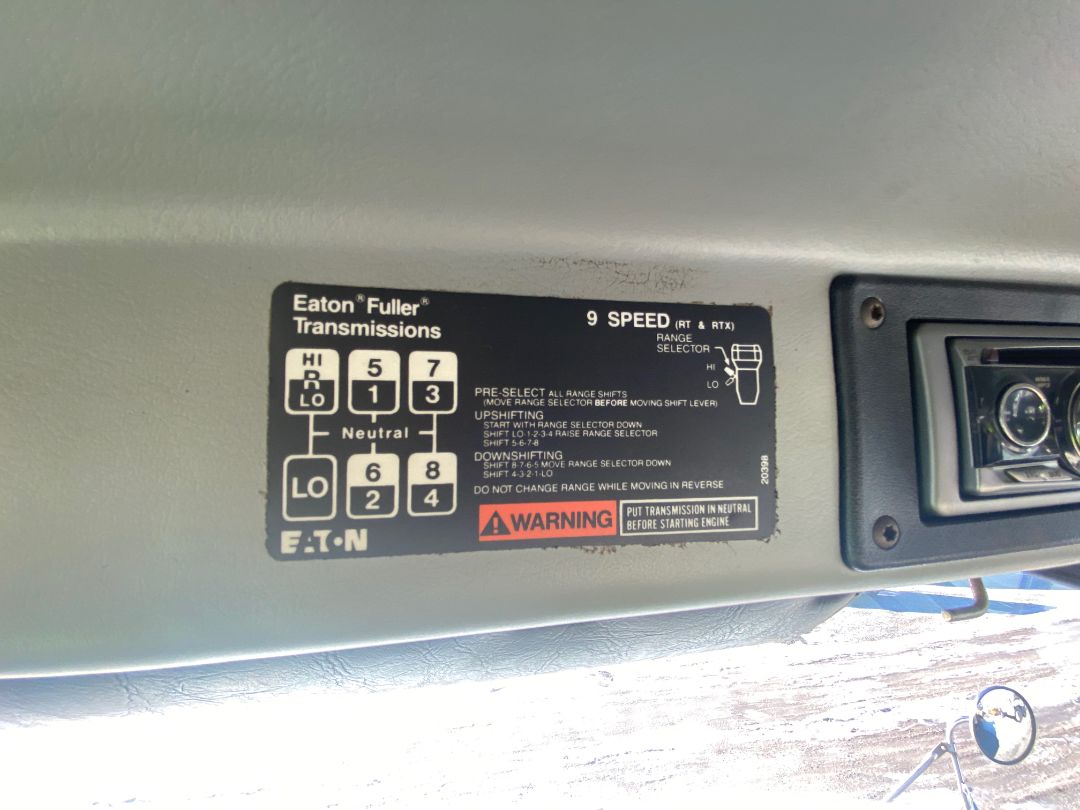 Eaton® Fuller®
Transmissions
9 SPEED (RT & RTX)
RANGE
SELECTOR
HI
LO
HI
R
LO
5
1
7
3
Neutral
LO
6
2
8
4
PRE-SELECT ALL RANGE SHIFTS
(MOVE RANGE SELECTOR BEFORE MOVING SHIFT LEVER)
UPSHIFTING
START WITH RANGE SELECTOR DOWN
SHIFT LO-1-2-3-4 RAISE RANGE SELECTOR
SHIFT 5-6-7-8
DOWNSHIFTING
SHIFT 8-7-6-5 MOVE RANGE SELECTOR DOWN
SHIFT 4-3-2-1-LO
DO NOT CHANGE RANGE WHILE MOVING IN REVERSE
WARNING
PUT TRANSMISSION IN NEUTRAL
BEFORE STARTING ENGINE
20398
EATON